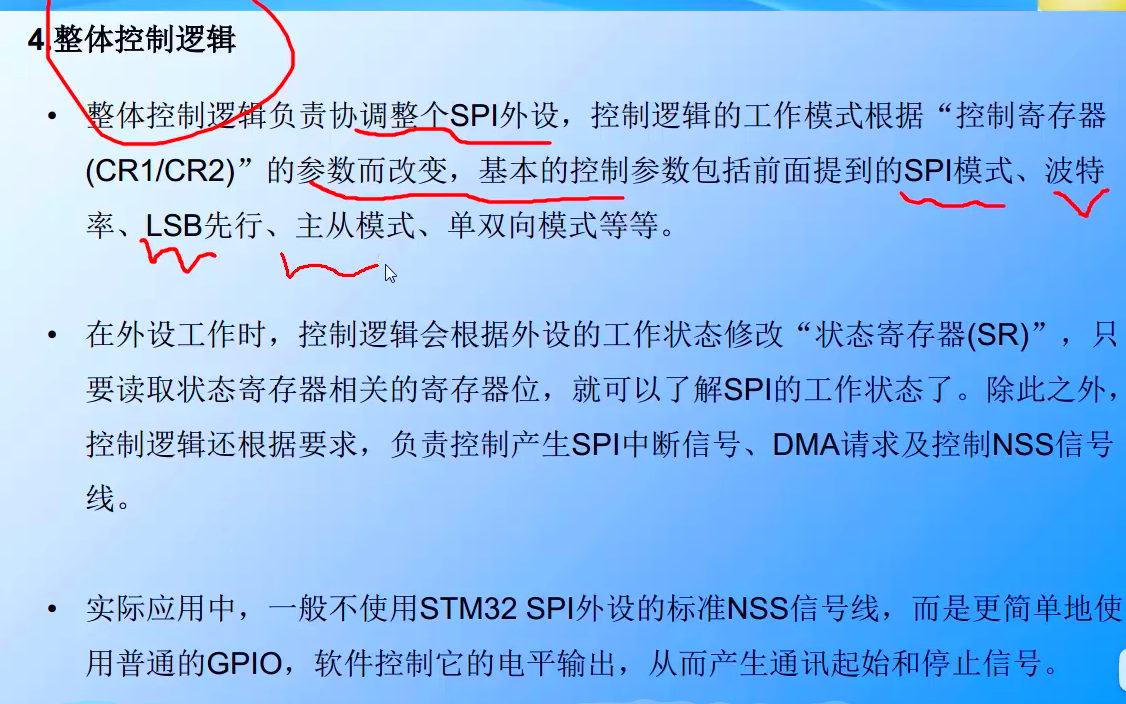 4.整体控制逻辑
• 整体控制逻辑负责协调整个SPI外设，控制逻辑的工作模式根据“控制寄存器
(CR1/CR2)”的参数而改变，基本的控制参数包括前面提到的SPI模式、波特
率、LSB先行、主从模式、单双向模式等等。
• 在外设工作时，控制逻辑会根据外设的工作状态修改“状态寄存器(SR)”，只
要读取状态寄存器相关的寄存器位，就可以了解SPI的工作状态了。除此之外，
控制逻辑还根据要求，负责控制产生SPI中断信号、DMA请求及控制NSS信号
线。
• 实际应用中，一般不使用STM32 SPI外设的标准NSS信号线，而是更简单地使
用普通的GPIO，软件控制它的电平输出，从而产生通讯起始和停止信号。